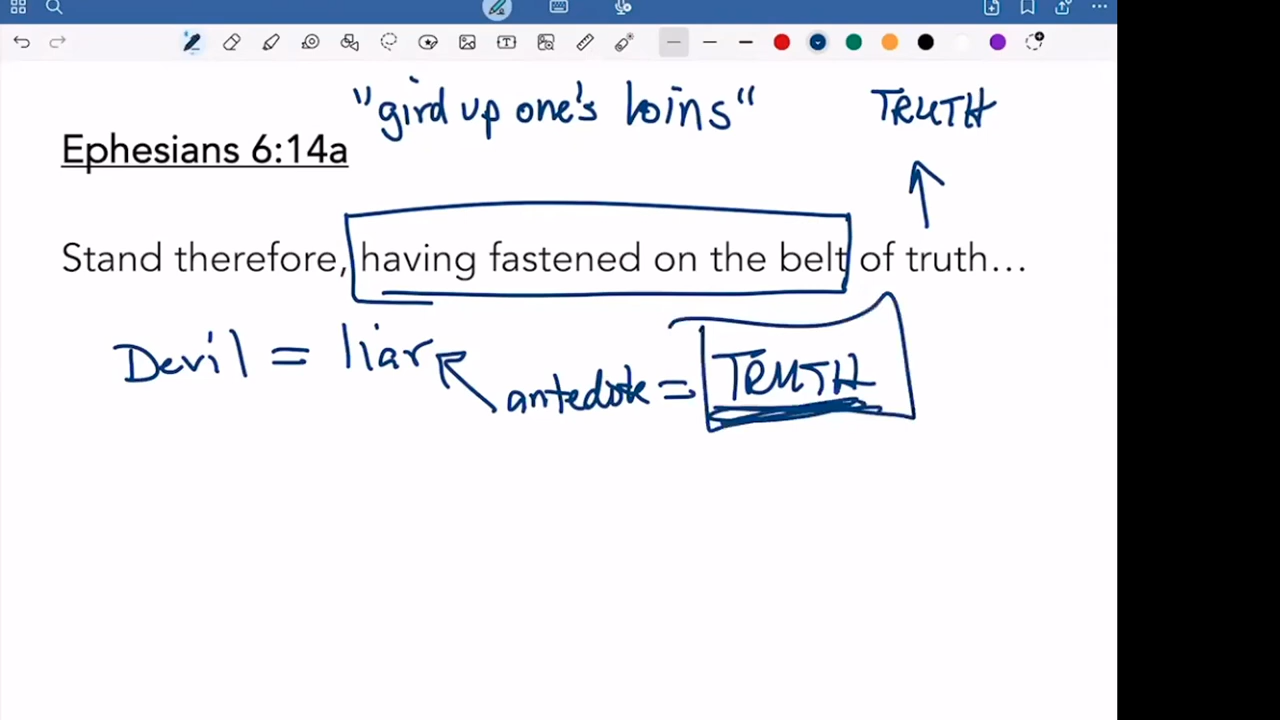 "gird up one's loins"
TRUTH
Ephesians 6:14a
Stand therefore, having fastened on the belt of truth...
Devil = liar
antedote = TRUTH